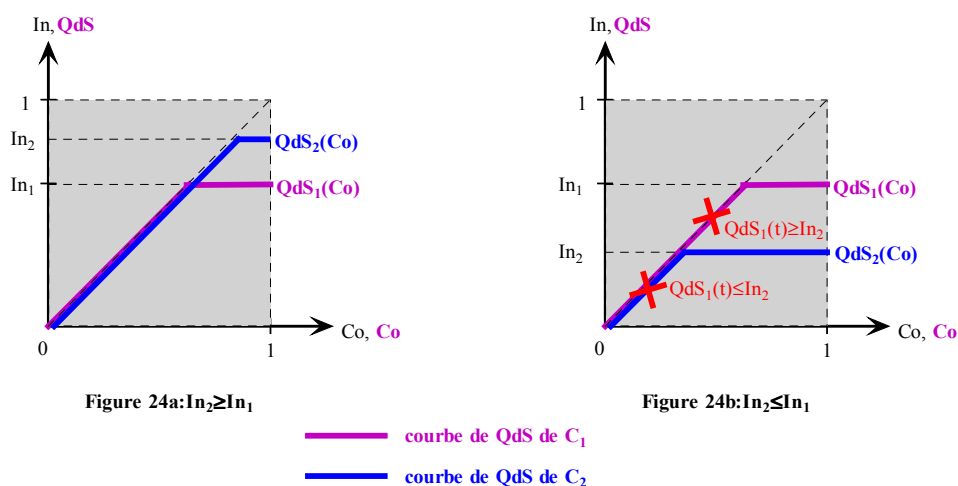 In, QdS
1
In2
In1
QdS2(Co)
QdS1(Co)
0
1
Co, Co
Figure 24a:In2≥In1
In, QdS
1
In1
In2
QdS1(Co)
QdS1(t)≥In2
QdS2(Co)
QdS1(t)≤In2
0
1
Co, Co
Figure 24b:In2≤In1
courbe de QdS de C1
courbe de QdS de C2